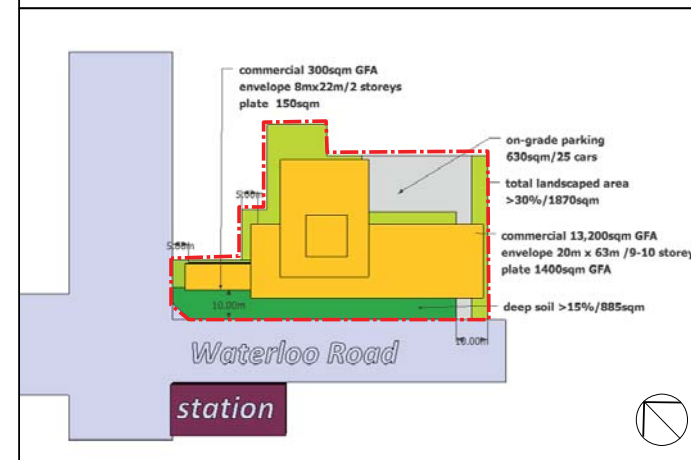 commercial 300sqm GFA
envelope 8mx22m/2 storeys
plate 150sqm
on-grade parking
630sqm/25 cars
total landscaped area
>30%/1870sqm
commercial 13,200sqm GFA
envelope 20m x 63m /9-10 storey
plate 1400sqm GFA
deep soil >15%/885sqm
5.00m
5.00m
10.00m
10.00m
Waterloo Road
station